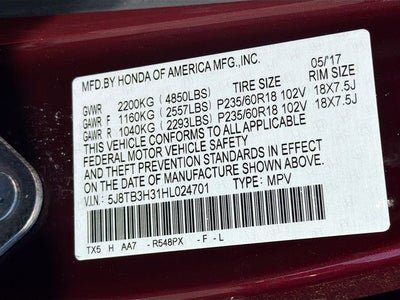 MFD.BY HONDA OF AMERICA MFG.,INC. 05/'17
TIRE SIZE RIM SIZE
GVWR 2200KG (4850LBS)
GAWR F 1160KG (2557LBS) P235/60R18 102V 18X7.5J
GAWR R 1040KG (2293LBS) P235/60R18 102V 18X7.5J
THIS VEHICLE CONFORMS TO ALL APPLICABLE
FEDERAL MOTOR VEHICLE SAFETY
AND THEFT PREVENTION STANDARDS IN EFFECT
ON THE DATE OF MANUFACTURE SHOWN ABOVE.
V.I.N.: 5J8TB3H31HL024701 TYPE: MPV
TX5 H AA7 - R548PX - F - L